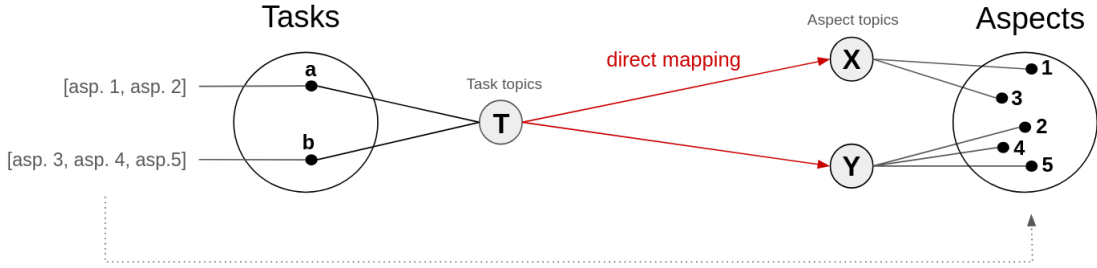 Tasks
Aspects
Aspect topics
direct mapping
X
1
a
[asp. 1, asp. 2]
Task topics
3
T
2
b
4
[asp. 3, asp. 4, asp.5]
Y
5